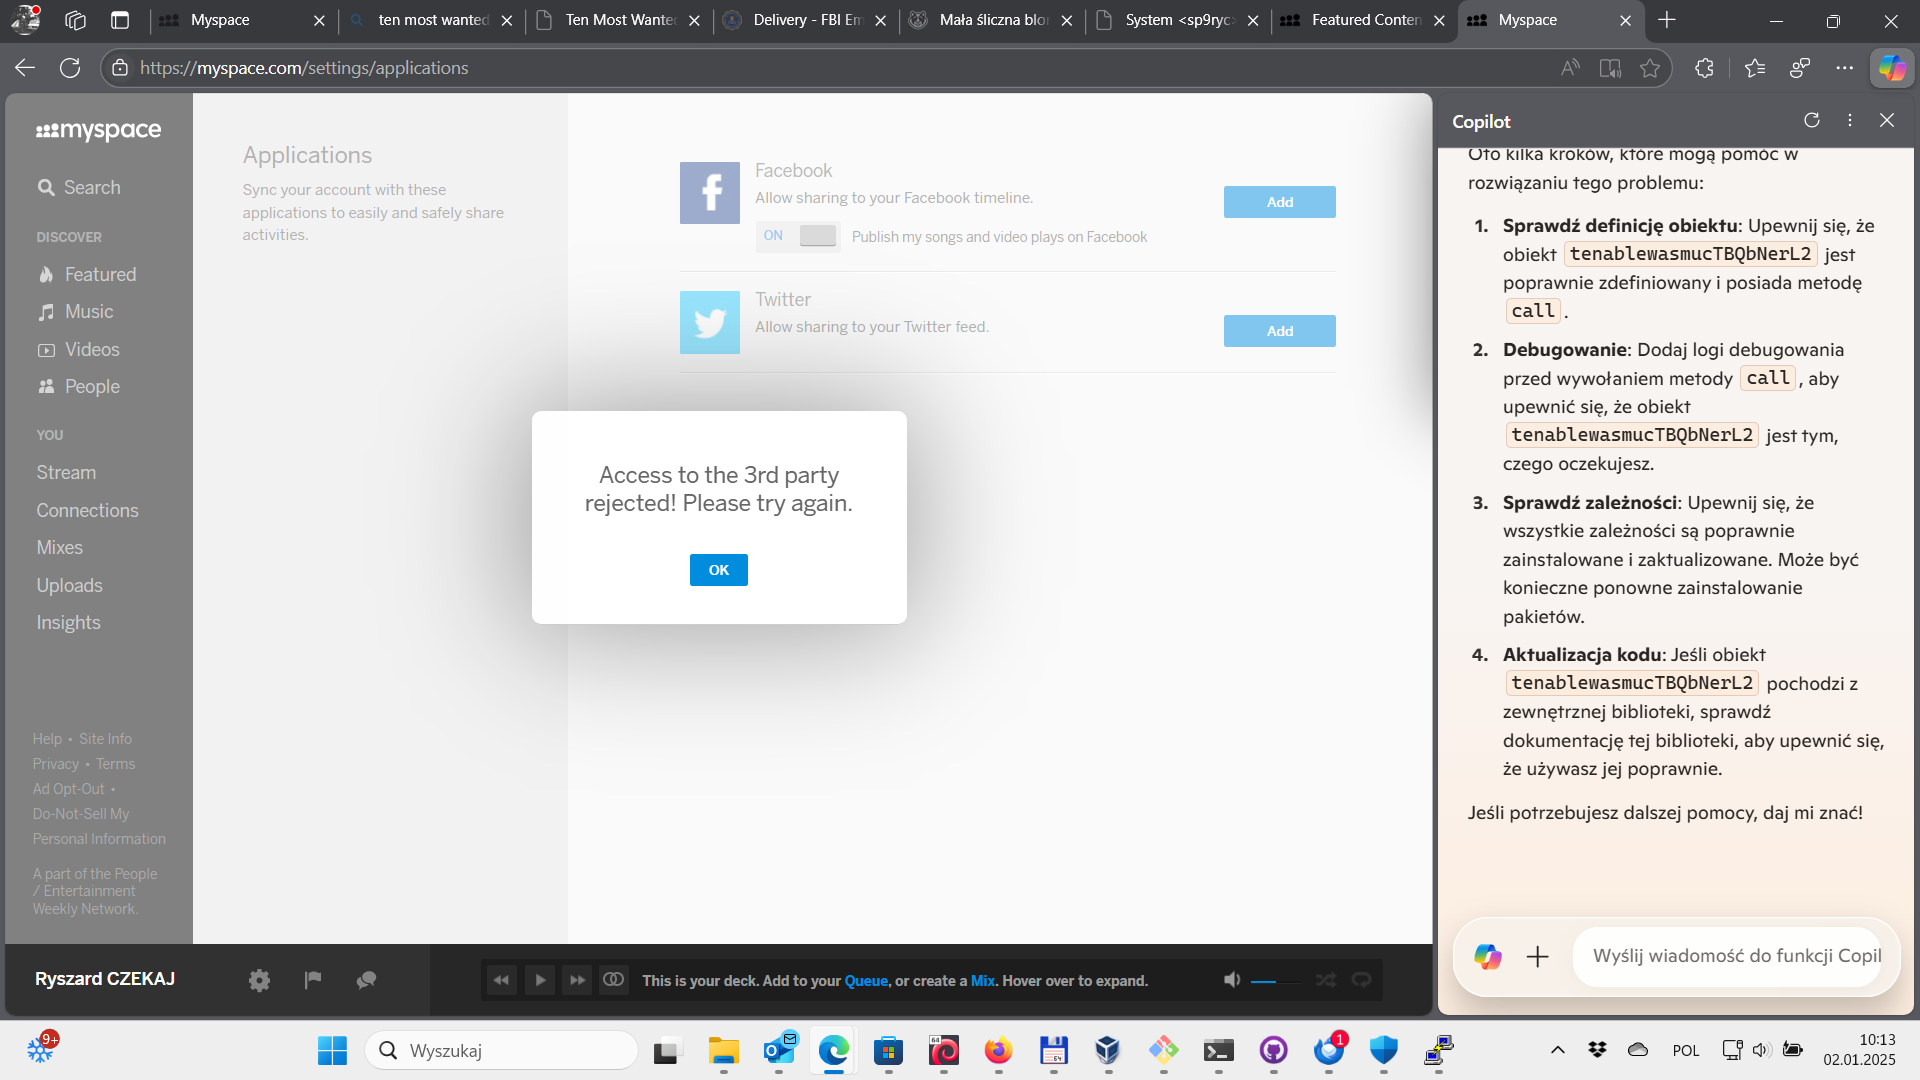 Myspace
ten most wanted
Ten Most Wante
Delivery - FBI Em
Mała śliczna blon
System <sp9ryc
Featured Conten
Myspace
https://myspace.com/settings/applications
myspace
Search
DISCOVER
Featured
Music
Videos
People
YOU
Stream
Connections
Mixes
Uploads
Insights
Help • Site Info
Privacy • Terms
Ad Opt-Out •
Do-Not-Sell My
Personal Information
A part of the People
/ Entertainment
Weekly Network.
Applications
Sync your account with these
applications to easily and safely share
activities.
Facebook
Allow sharing to your Facebook timeline.
Add
ON
Publish my songs and video plays on Facebook
Twitter
Allow sharing to your Twitter feed.
Add
Access to the 3rd party
rejected! Please try again.
OK
Ryszard CZEKAJ
This is your deck. Add to your Queue, or create a Mix. Hover over to expand.
Copilot
Oto kilka kroków, które mogą pomóc w
rozwiązaniu tego problemu:
1. Sprawdź definicję obiektu: Upewnij się, że
obiekt tenablewasmucTBQbNerL2 jest
poprawnie zdefiniowany i posiada metodę
call.
2. Debugowanie: Dodaj logi debugowania
przed wywołaniem metody call, aby
upewnić się, że obiekt
tenablewasmucTBQbNerL2 jest tym,
czego oczekujesz.
3. Sprawdź zależności: Upewnij się, że
wszystkie zależności są poprawnie
zainstalowane i zaktualizowane. Może być
konieczne ponowne zainstalowanie
pakietów.
4. Aktualizacja kodu: Jeśli obiekt
tenablewasmucTBQbNerL2 pochodzi z
zewnętrznej biblioteki, sprawdź
dokumentację tej biblioteki, aby upewnić się,
że używasz jej poprawnie.
Jeśli potrzebujesz dalszej pomocy, daj mi znać!
Wyślij wiadomość do funkcji Copil
9+
Wyszukaj
64
64
1
POL
10:13
02.01.2025